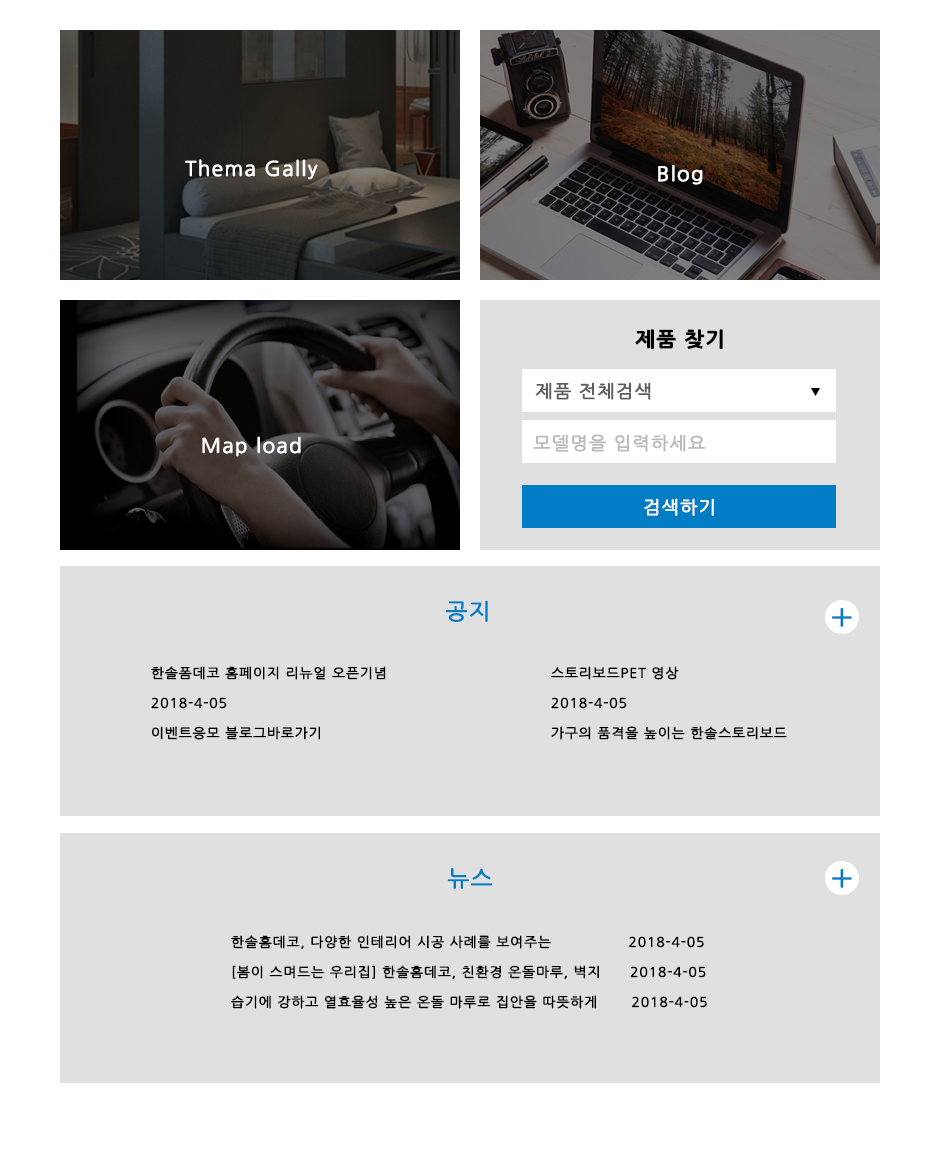 Thema Gally
Blog
Map load
제품 찾기
제품 전체검색
모델명을 입력하세요
검색하기
공지
한솔폼데코 홈페이지 리뉴얼 오픈기념
2018-4-05
이벤트응모 블로그바로가기
스토리보드PET 영상
2018-4-05
가구의 품격을 높이는 한솔스토리보드
뉴스
한솔홈데코, 다양한 인테리어 시공 사례를 보여주는 2018-4-05
[봄이 스며드는 우리집] 한솔홈데코, 친환경 온돌마루, 벽지 2018-4-05
습기에 강하고 열효율성 높은 온돌 마루로 집안을 따뜻하게 2018-4-05